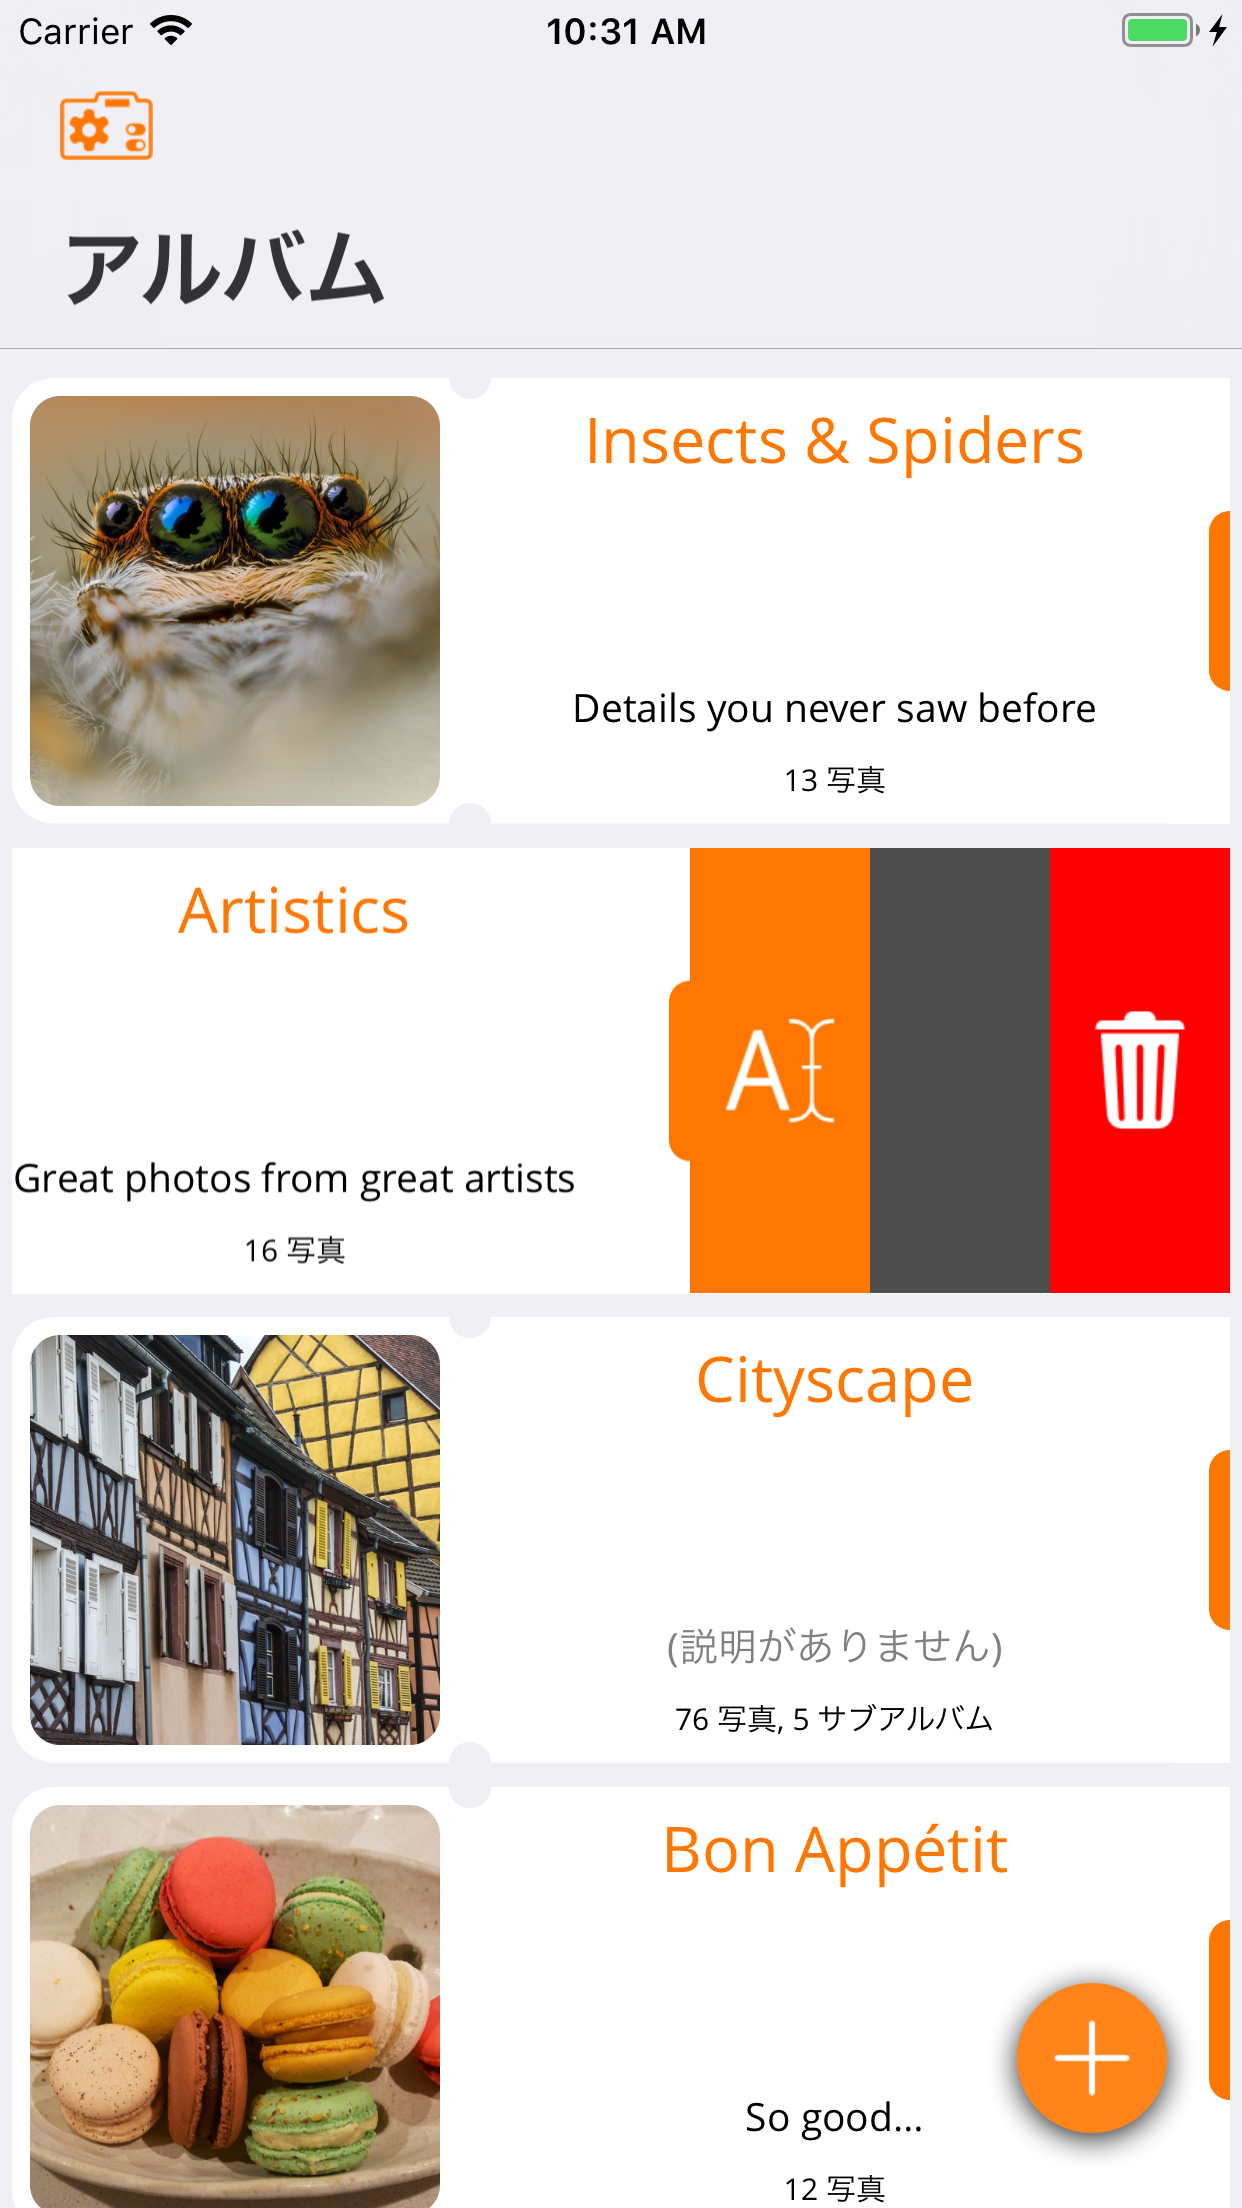 Carrier 10:31 AM
アルバム
Insects & Spiders
Details you never saw before
13 写真
Artistics
Great photos from great artists
16 写真
A
Cityscape
(説明がありません)
76 写真, 5 サブアルバム
Bon Appétit
So good...
12 写真